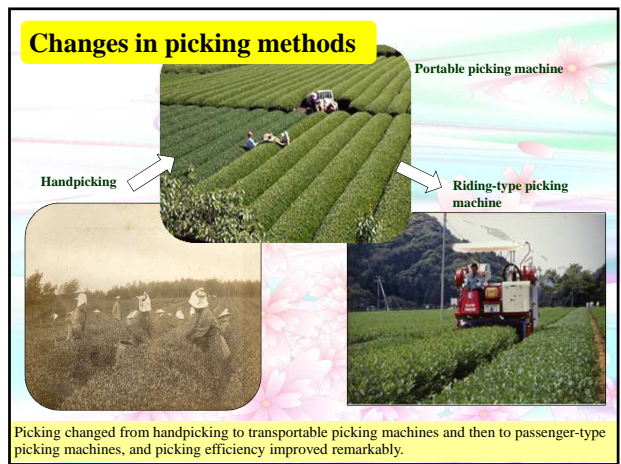 Changes in picking methods
Portable picking machine
Handpicking
Riding-type picking
machine
Picking changed from handpicking to transportable picking machines and then to passenger-type
picking machines, and picking efficiency improved remarkably.